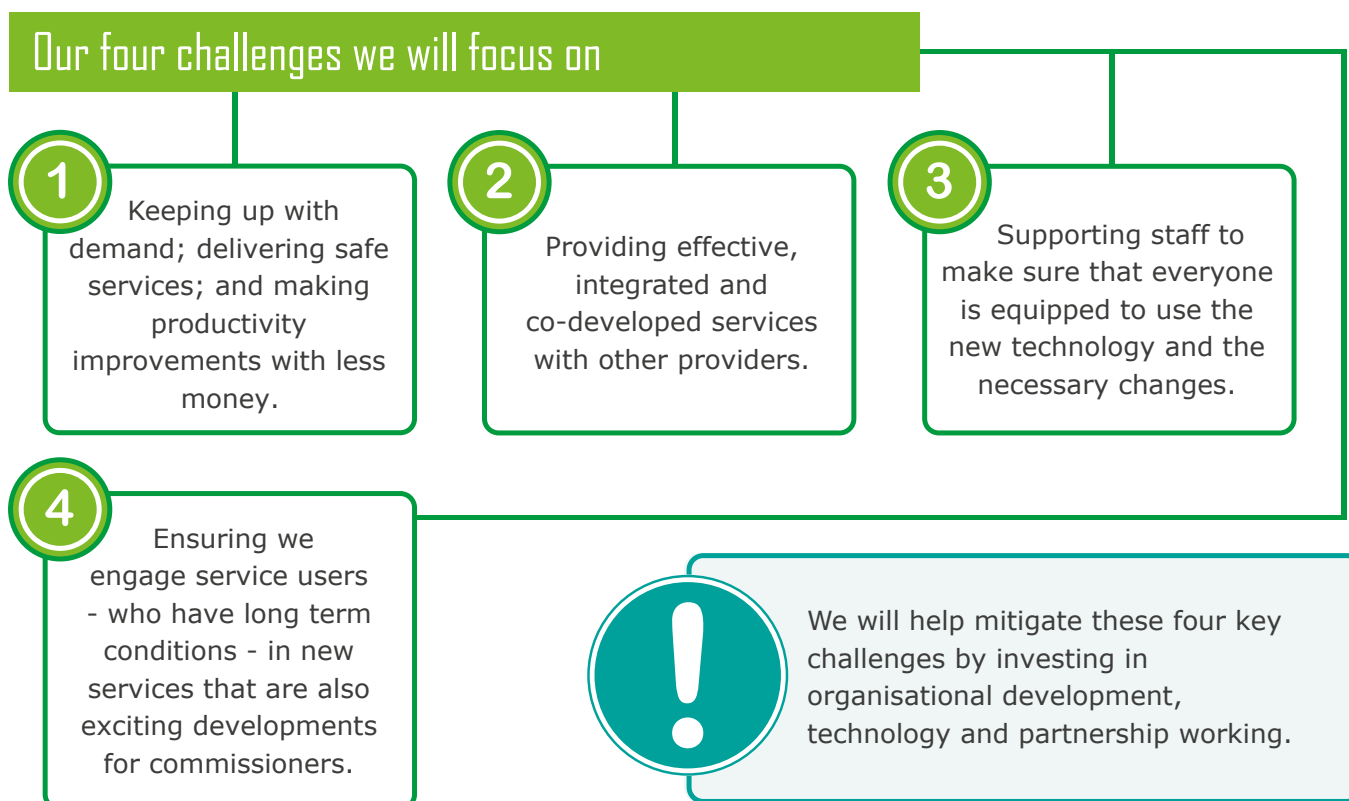 Our four challenges we will focus on
1
Keeping up with
demand; delivering safe
services; and making
productivity
improvements with less
money.
2
Providing effective,
integrated and
co-developed services
with other providers.
3
Supporting staff to
make sure that everyone
is equipped to use the
new technology and the
necessary changes.
4
Ensuring we
engage service users
- who have long term
conditions - in new
services that are also
exciting developments
for commissioners.
!
We will help mitigate these four key
challenges by investing in
organisational development,
technology and partnership working.